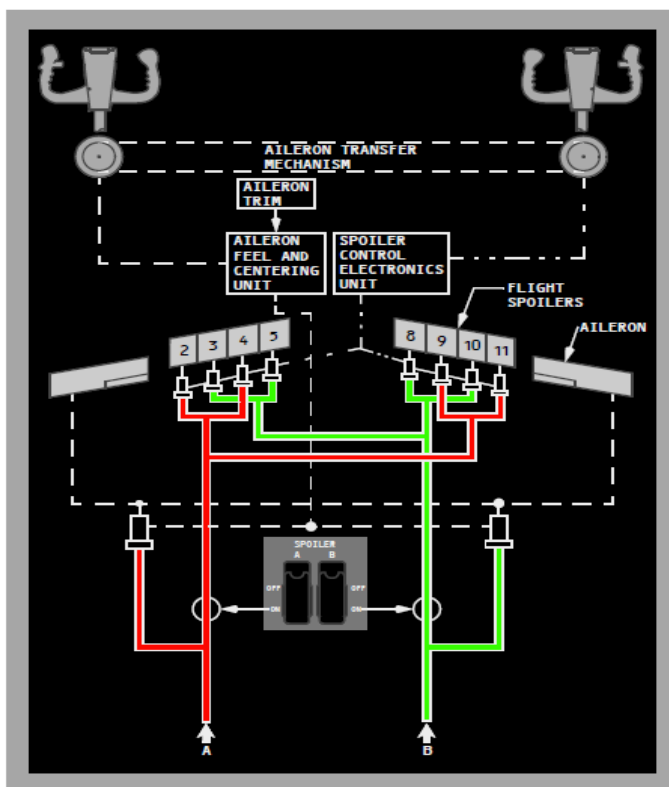 AILERON TRANSFER
MECHANISM
AILERON
TRIM
AILERON
FEEL AND
CENTERING
UNIT
SPOILER
CONTROL
ELECTRONICS
UNIT
FLIGHT
SPOILERS
AILERON
2 3 4 5
8 9 10 11
SPOILER
A B
OFF OFF
ON ON
A B